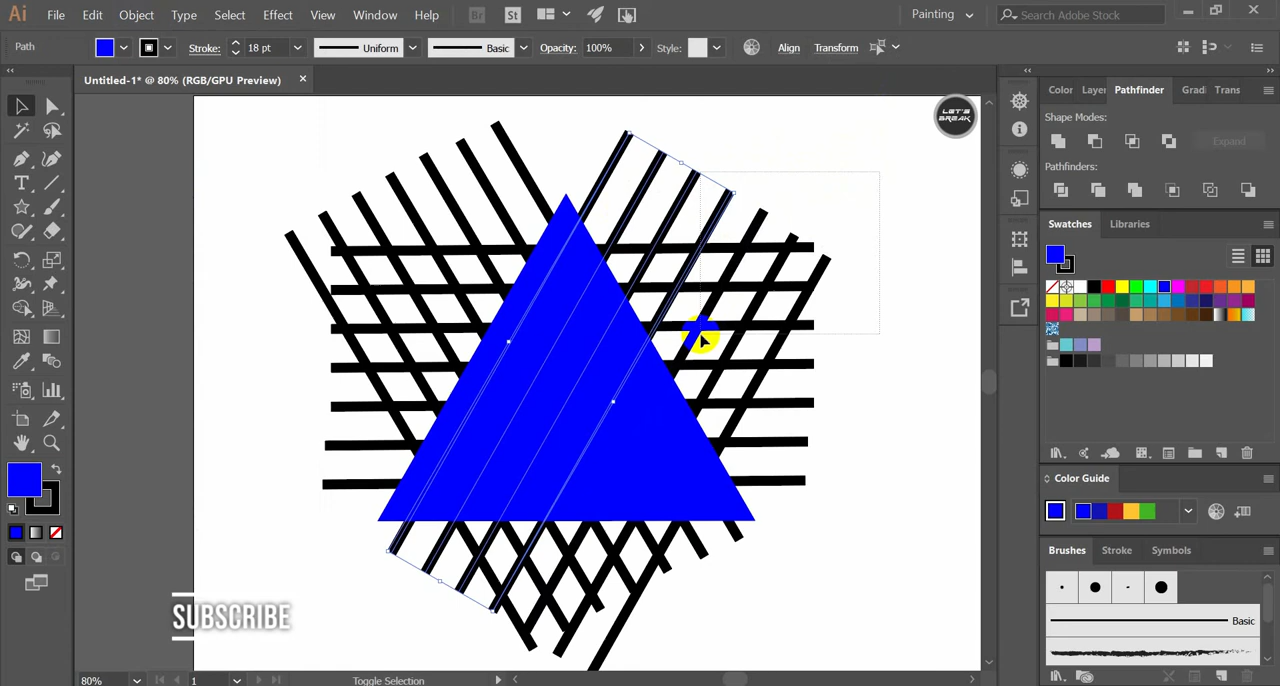 Ai File Edit Object Type Select Effect View Window Help Br St Painting Search Adobe Stock
Path Stroke: 18 pt Uniform Basic Opacity: 100% Style: Align Transform
Untitled-1* @ 80% (RGB/GPU Preview)
Color Layer Pathfinder Gradi Trans
LET'S
BREAK
Shape Modes:
Expand
Pathfinders:
Swatches Libraries
Color Guide
Brushes Stroke Symbols
Basic
SUBSCRIBE
80% 1 Toggle Selection